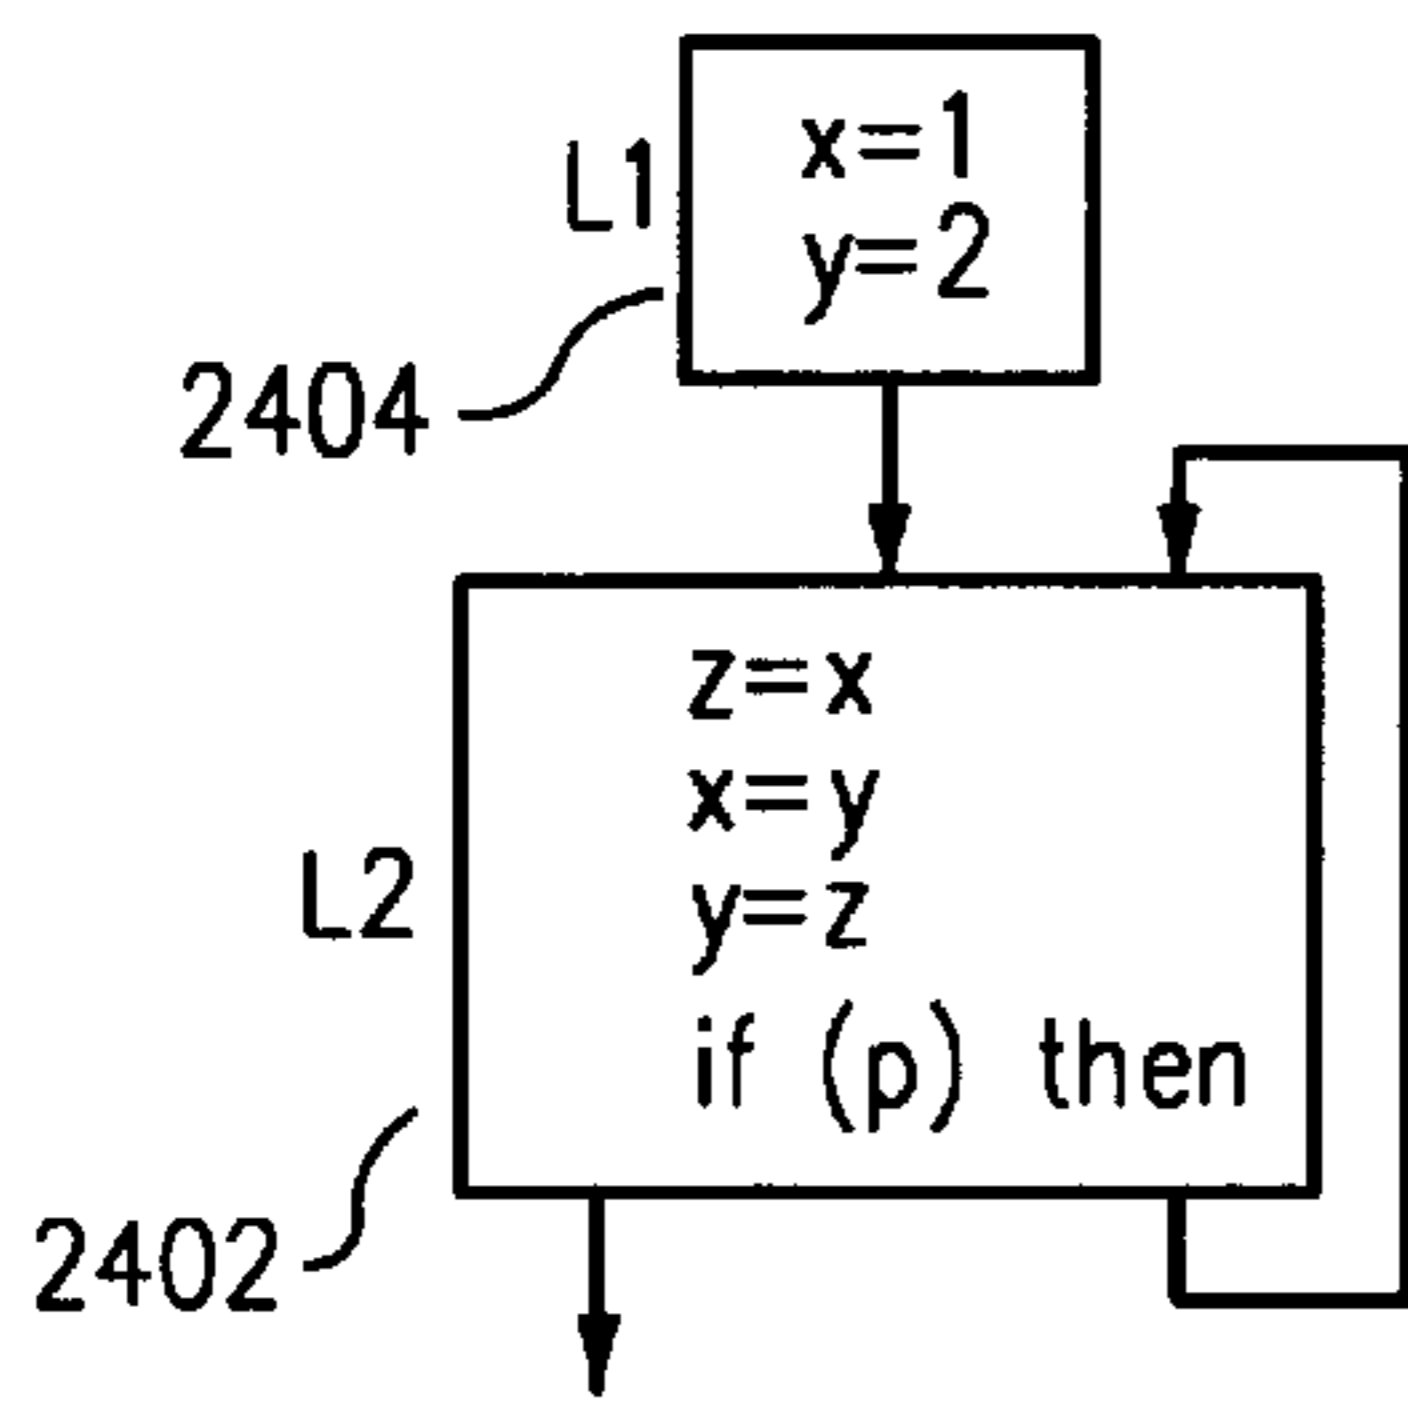 x=1
L1
y=2
2404
z=x
x=y
L2
y=z
if (p) then
2402